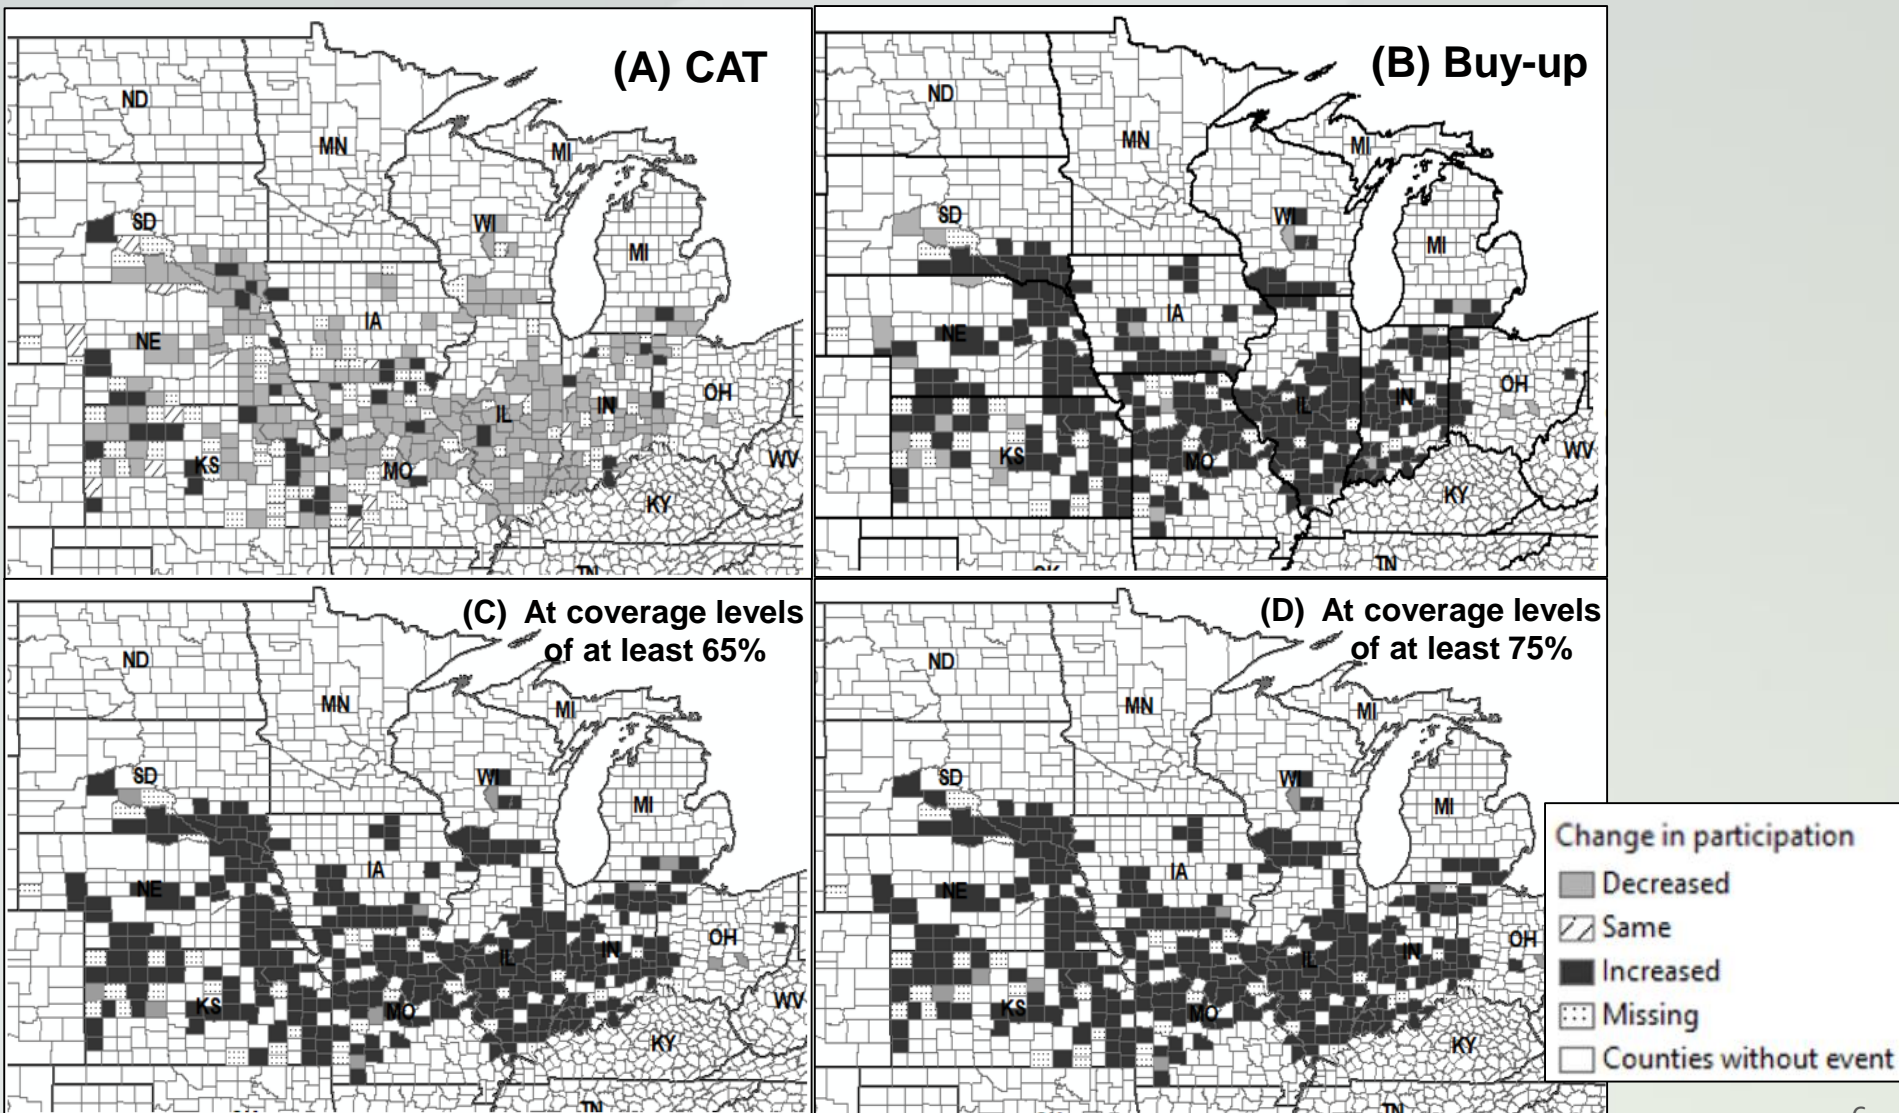 (A) CAT
ND
MN
MI
SD
WI
MI
IA
NE
IL
IN
OH
KS
MO
WV
KY
TN
(B) Buy-up
ND
MN
MI
SD
WI
MI
IA
NE
IL
IN
OH
KS
MO
WV
KY
TN
(C) At coverage levels
of at least 65%
ND
MN
MI
SD
WI
MI
IA
NE
IL
IN
OH
KS
MO
WV
KY
TN
(D) At coverage levels
of at least 75%
ND
MN
MI
SD
WI
MI
IA
NE
IL
IN
OH
KS
MO
KY
TN
Change in participation
Decreased
Same
Increased
Missing
Counties without event